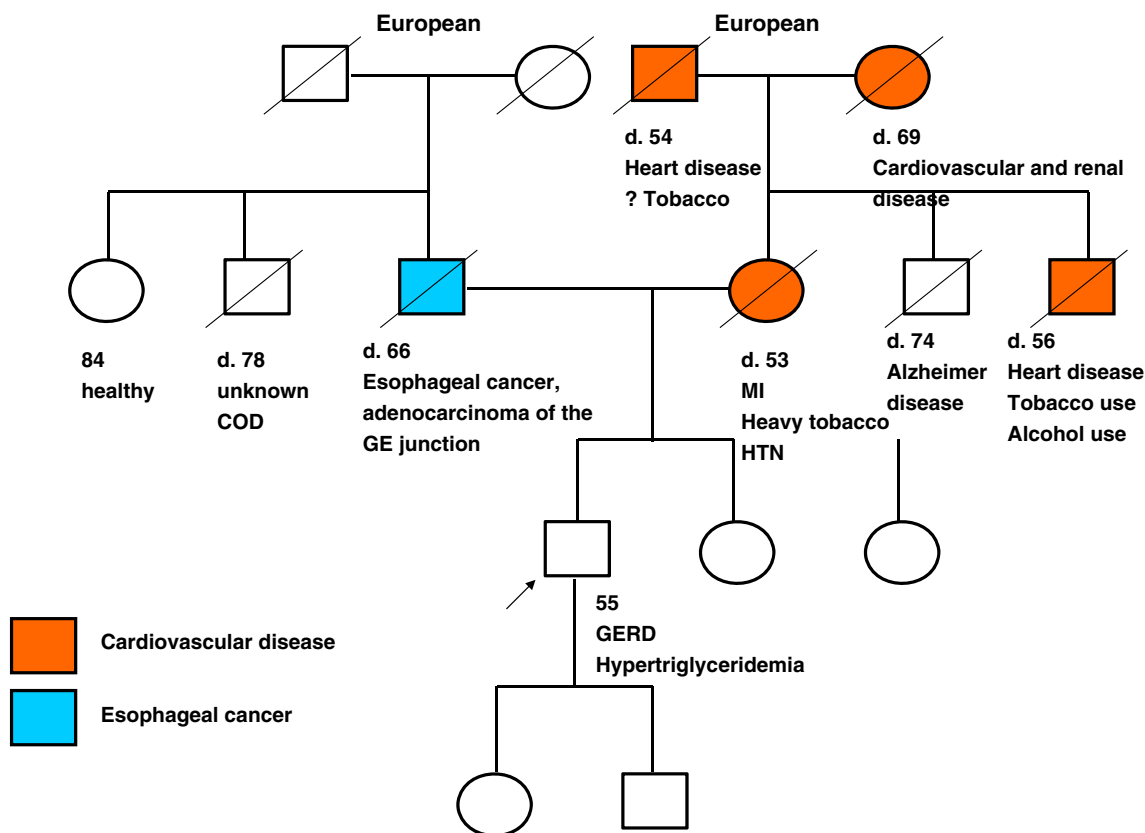 European
European
d. 54
Heart disease
? Tobacco
d. 69
Cardiovascular and renal
disease
84
healthy
d. 78
unknown
COD
d. 66
Esophageal cancer,
adenocarcinoma of the
GE junction
d. 53
MI
Heavy tobacco
HTN
d. 74
Alzheimer
disease
d. 56
Heart disease
Tobacco use
Alcohol use
55
GERD
Hypertriglyceridemia
Cardiovascular disease
Esophageal cancer